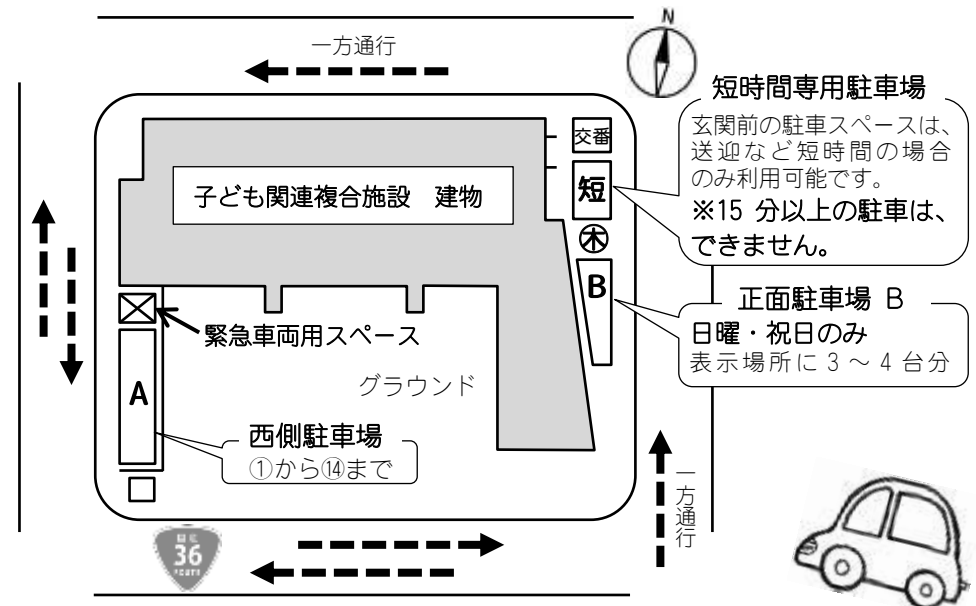 一方通行
N
短時間専用駐車場
玄関前の駐車スペースは、
送迎など短時間の場合
のみ利用可能です。
※15 分以上の駐車は、
できません。
交番
短
㊍
B
子ども関連複合施設 建物
正面駐車場 B
日曜・祝日のみ
表示場所に 3 ～ 4 台分
緊急車両用スペース
A
グラウンド
西側駐車場
①から⑭まで
一方通行
36